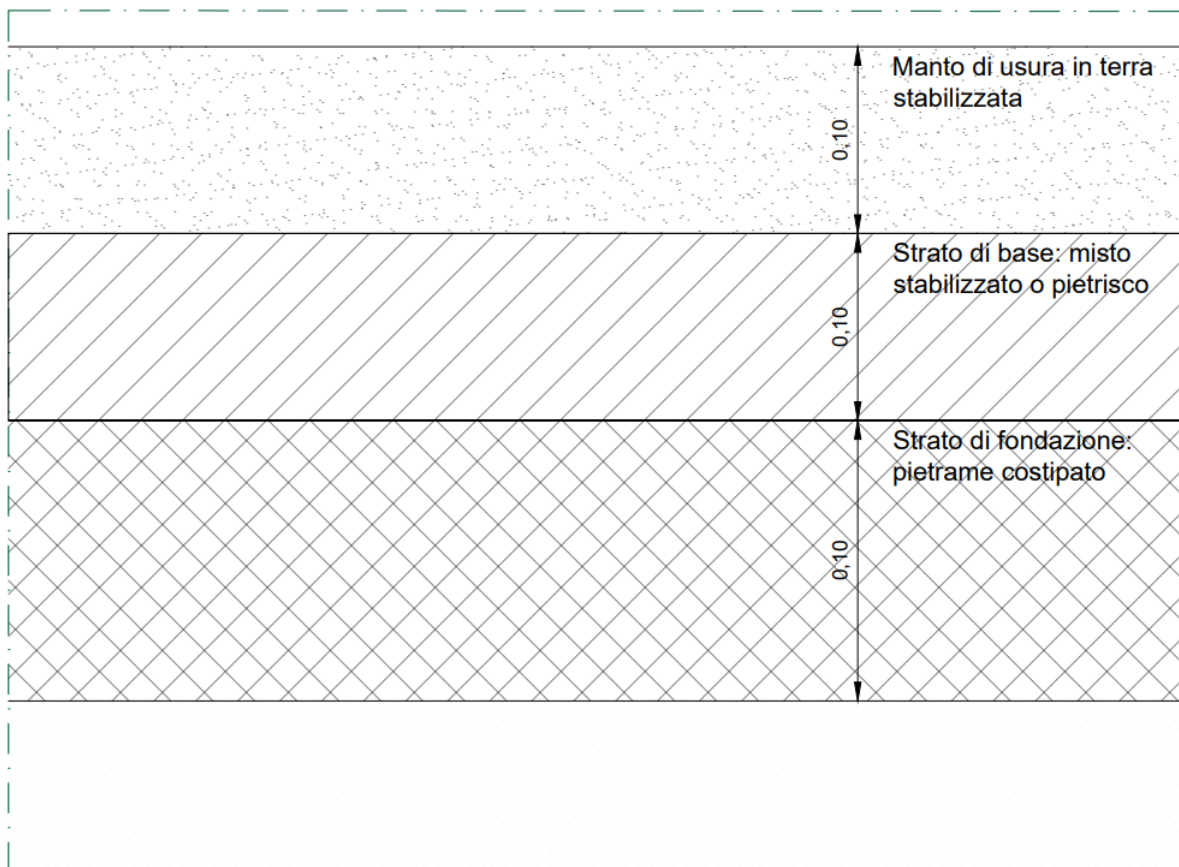 Manto di usura in terra
stabilizzata
0,10
Strato di base: misto
stabilizzato o pietrisco
0,10
Strato di fondazione:
pietrame costipato
0,10